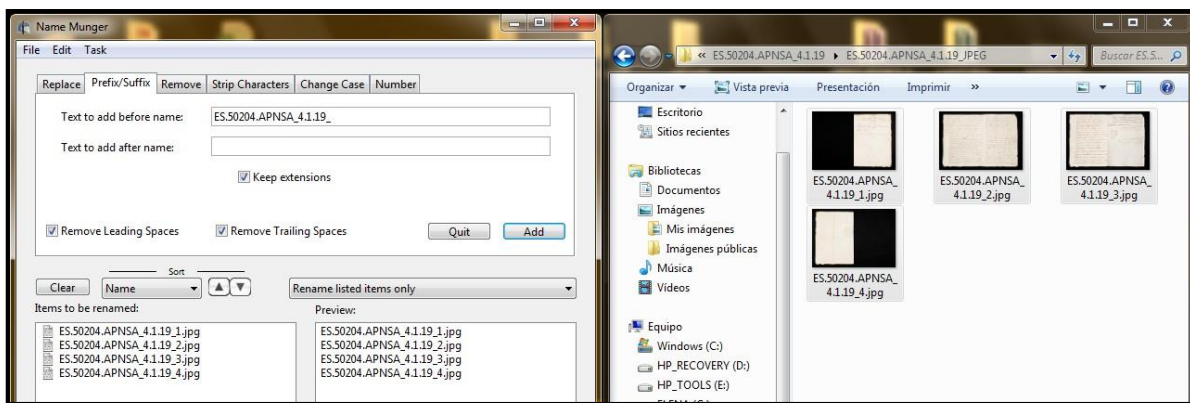 Name Munger
File Edit Task
Replace Prefix/Suffix Remove Strip Characters Change Case Number
Text to add before name: ES.50204.APNSA_4.1.19_
Text to add after name:
Keep extensions
Remove Leading Spaces Remove Trailing Spaces Quit Add
Sort
Clear Name Rename listed items only
Items to be renamed: Preview:
ES.50204.APNSA_4.1.19_1.jpg ES.50204.APNSA_4.1.19_1.jpg
ES.50204.APNSA_4.1.19_2.jpg ES.50204.APNSA_4.1.19_2.jpg
ES.50204.APNSA_4.1.19_3.jpg ES.50204.APNSA_4.1.19_3.jpg
ES.50204.APNSA_4.1.19_4.jpg ES.50204.APNSA_4.1.19_4.jpg
« ES.50204.APNSA_4.1.19 ▸ ES.50204.APNSA_4.1.19_JPEG Buscar ES.5...
Organizar Vista previa Presentación Imprimir »
Escritorio
Sitios recientes
Bibliotecas
Documentos
Imágenes
Mis imágenes
Imágenes públicas
Música
Vídeos
Equipo
Windows (C:)
HP_RECOVERY (D:)
HP_TOOLS (E:)
ES.50204.APNSA_
4.1.19_1.jpg
ES.50204.APNSA_
4.1.19_2.jpg
ES.50204.APNSA_
4.1.19_3.jpg
ES.50204.APNSA_
4.1.19_4.jpg